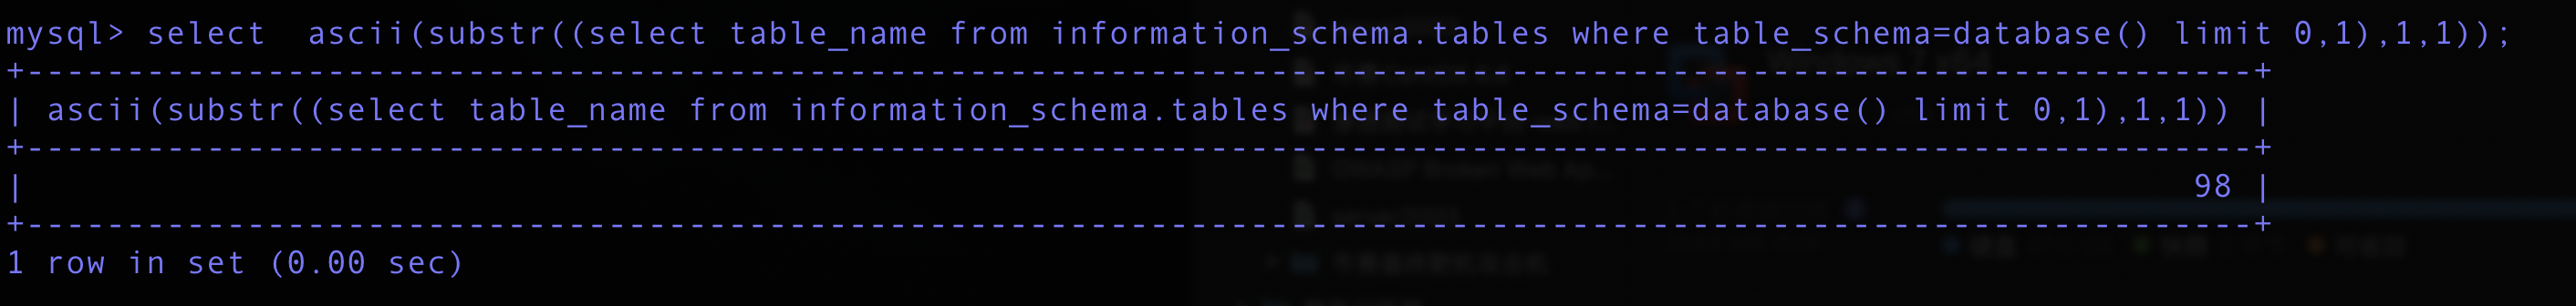 mysql> select  ascii(substr((select table_name from information_schema.tables where table_schema=database() limit 0,1),1,1));
+--------------------------------------------------------------------------------------------------------------+
| ascii(substr((select table_name from information_schema.tables where table_schema=database() limit 0,1),1,1)) |
+--------------------------------------------------------------------------------------------------------------+
|                                                                                                           98 |
+--------------------------------------------------------------------------------------------------------------+
1 row in set (0.00 sec)